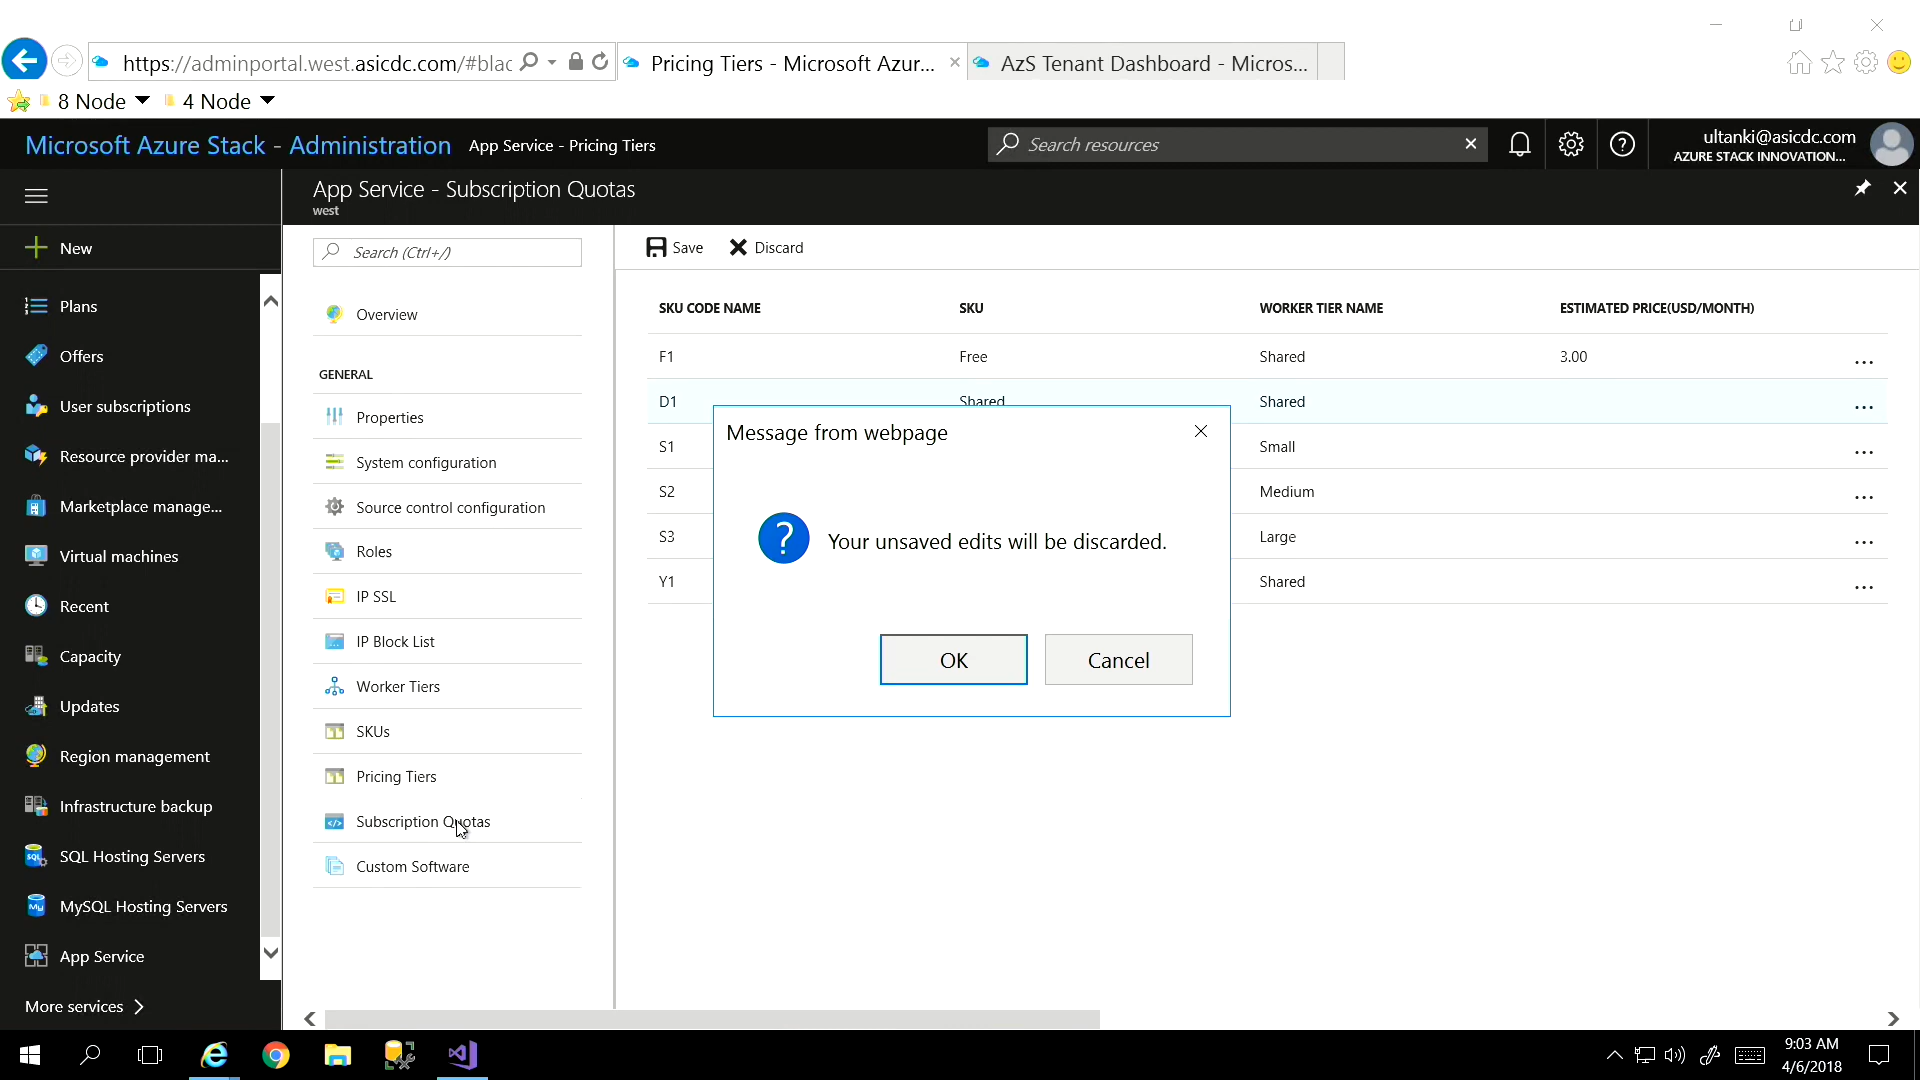 https://adminportal.west.asicdc.com/#blac
Pricing Tiers - Microsoft Azur...
AzS Tenant Dashboard - Micros...
8 Node
4 Node
Microsoft Azure Stack - Administration
App Service - Pricing Tiers
Search resources
ultanki@asicdc.com
AZURE STACK INNOVATION...
App Service - Subscription Quotas
west
New
Plans
Offers
User subscriptions
Resource provider ma...
Marketplace manage...
Virtual machines
Recent
Capacity
Updates
Region management
Infrastructure backup
SQL Hosting Servers
MySQL Hosting Servers
App Service
More services
Search (Ctrl+/)
Overview
GENERAL
Properties
System configuration
Source control configuration
Roles
IP SSL
IP Block List
Worker Tiers
SKUs
Pricing Tiers
Subscription Quotas
Custom Software
Save Discard
SKU CODE NAME SKU WORKER TIER NAME ESTIMATED PRICE(USD/MONTH)
F1 Free Shared 3.00 ...
D1 Shared Shared ...
S1 Small ...
S2 Medium ...
S3 Large ...
Y1 Shared ...
Message from webpage
Your unsaved edits will be discarded.
OK Cancel
9:03 AM
4/6/2018